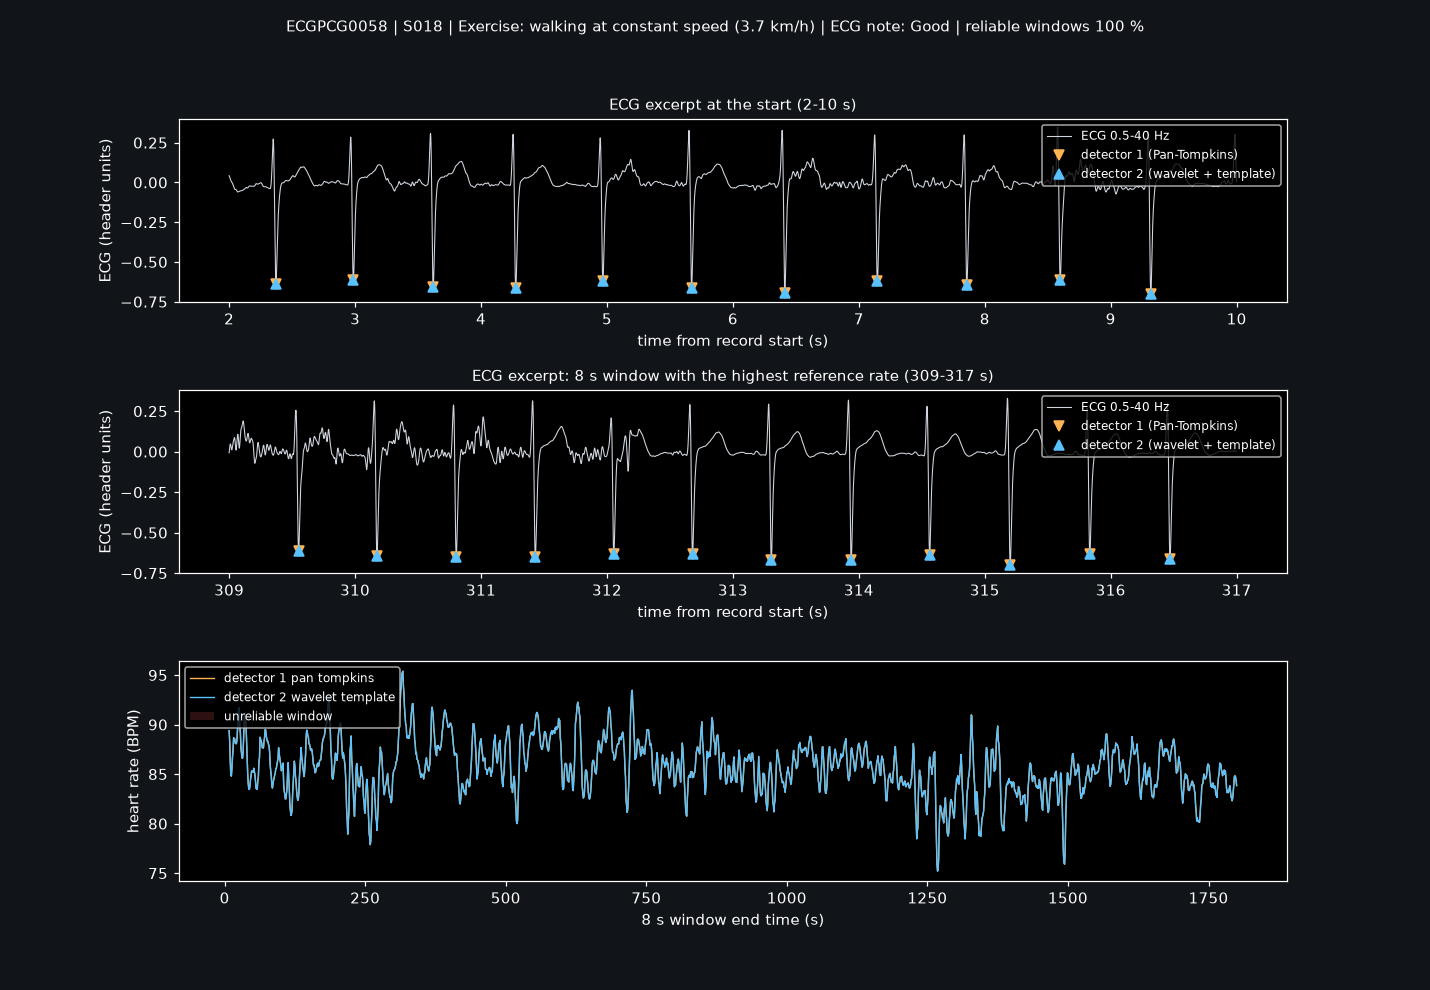 ECGPCG0058 | S018 | Exercise: walking at constant speed (3.7 km/h) | ECG note: Good | reliable windows 100 %
ECG excerpt at the start (2-10 s)
ECG (header units)
0.25
0.00
−0.25
−0.50
−0.75
ECG 0.5-40 Hz
detector 1 (Pan-Tompkins)
detector 2 (wavelet + template)
2 3 4 5 6 7 8 9 10
time from record start (s)
ECG excerpt: 8 s window with the highest reference rate (309-317 s)
ECG (header units)
0.25
0.00
−0.25
−0.50
−0.75
ECG 0.5-40 Hz
detector 1 (Pan-Tompkins)
detector 2 (wavelet + template)
309 310 311 312 313 314 315 316 317
time from record start (s)
heart rate (BPM)
95
90
85
80
75
detector 1 pan tompkins
detector 2 wavelet template
unreliable window
0 250 500 750 1000 1250 1500 1750
8 s window end time (s)